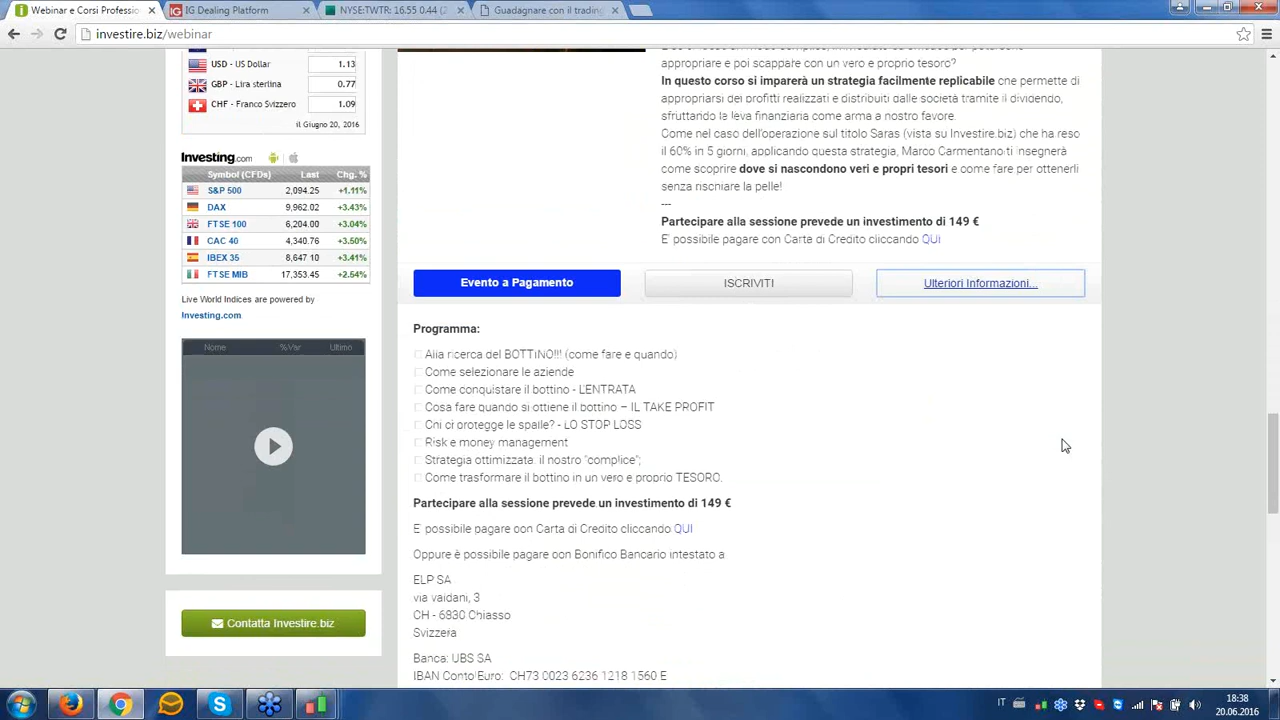 Webinar e Corsi Professio
IG Dealing Platform
NYSE:TWTR: 16.55 0.44 (2
Guadagnare con il trading
investire.biz/webinar
USD - US Dollar 1.13
GBP - Lira sterlina 0.77
CHF - Franco Svizzero 1.09
il Giugno 20, 2016
Investing.com
Symbol (CFDs) Last Chg. %
S&P 500 2,094.25 +1.11%
DAX 9,962.02 +3.43%
FTSE 100 6,204.00 +3.04%
CAC 40 4,340.76 +3.50%
IBEX 35 8,647.10 +3.41%
FTSE MIB 17,353.45 +2.54%
Live World Indices are powered by
Investing.com
Nome %Var Ultimo
Contatta Investire.biz
appropriare e poi scappare con un vero e proprio tesoro?
In questo corso si imparerà un strategia facilmente replicabile che permette di
appropriarsi dei profitti realizzati e distribuiti dalle società tramite il dividendo,
sfruttando la leva finanziaria come arma a nostro favore.
Come nel caso dell'operazione sul titolo Saras (vista su Investire.biz) che ha reso
il 60% in 5 giorni, applicando questa strategia, Marco Carmentano ti insegnerà
come scoprire dove si nascondono veri e propri tesori e come fare per ottenerli
senza rischiare la pelle!
---
Partecipare alla sessione prevede un investimento di 149 €
E' possibile pagare con Carta di Credito cliccando QUI
Evento a Pagamento
ISCRIVITI
Ulteriori Informazioni...
Programma:
Alla ricerca del BOTTINO!!! (come fare e quando)
Come selezionare le aziende
Come conquistare il bottino - L'ENTRATA
Cosa fare quando si ottiene il bottino – IL TAKE PROFIT
Chi ci protegge le spalle? - LO STOP LOSS
Risk e money management
Strategia ottimizzata: il nostro "complice";
Come trasformare il bottino in un vero e proprio TESORO.
Partecipare alla sessione prevede un investimento di 149 €
E' possibile pagare con Carta di Credito cliccando QUI
Oppure è possibile pagare con Bonifico Bancario intestato a
ELP SA
via Valdani, 3
CH - 6830 Chiasso
Svizzera
Banca: UBS SA
IBAN Conto Euro: CH73 0023 6236 1218 1560 E
IT
18:38
20.06.2016